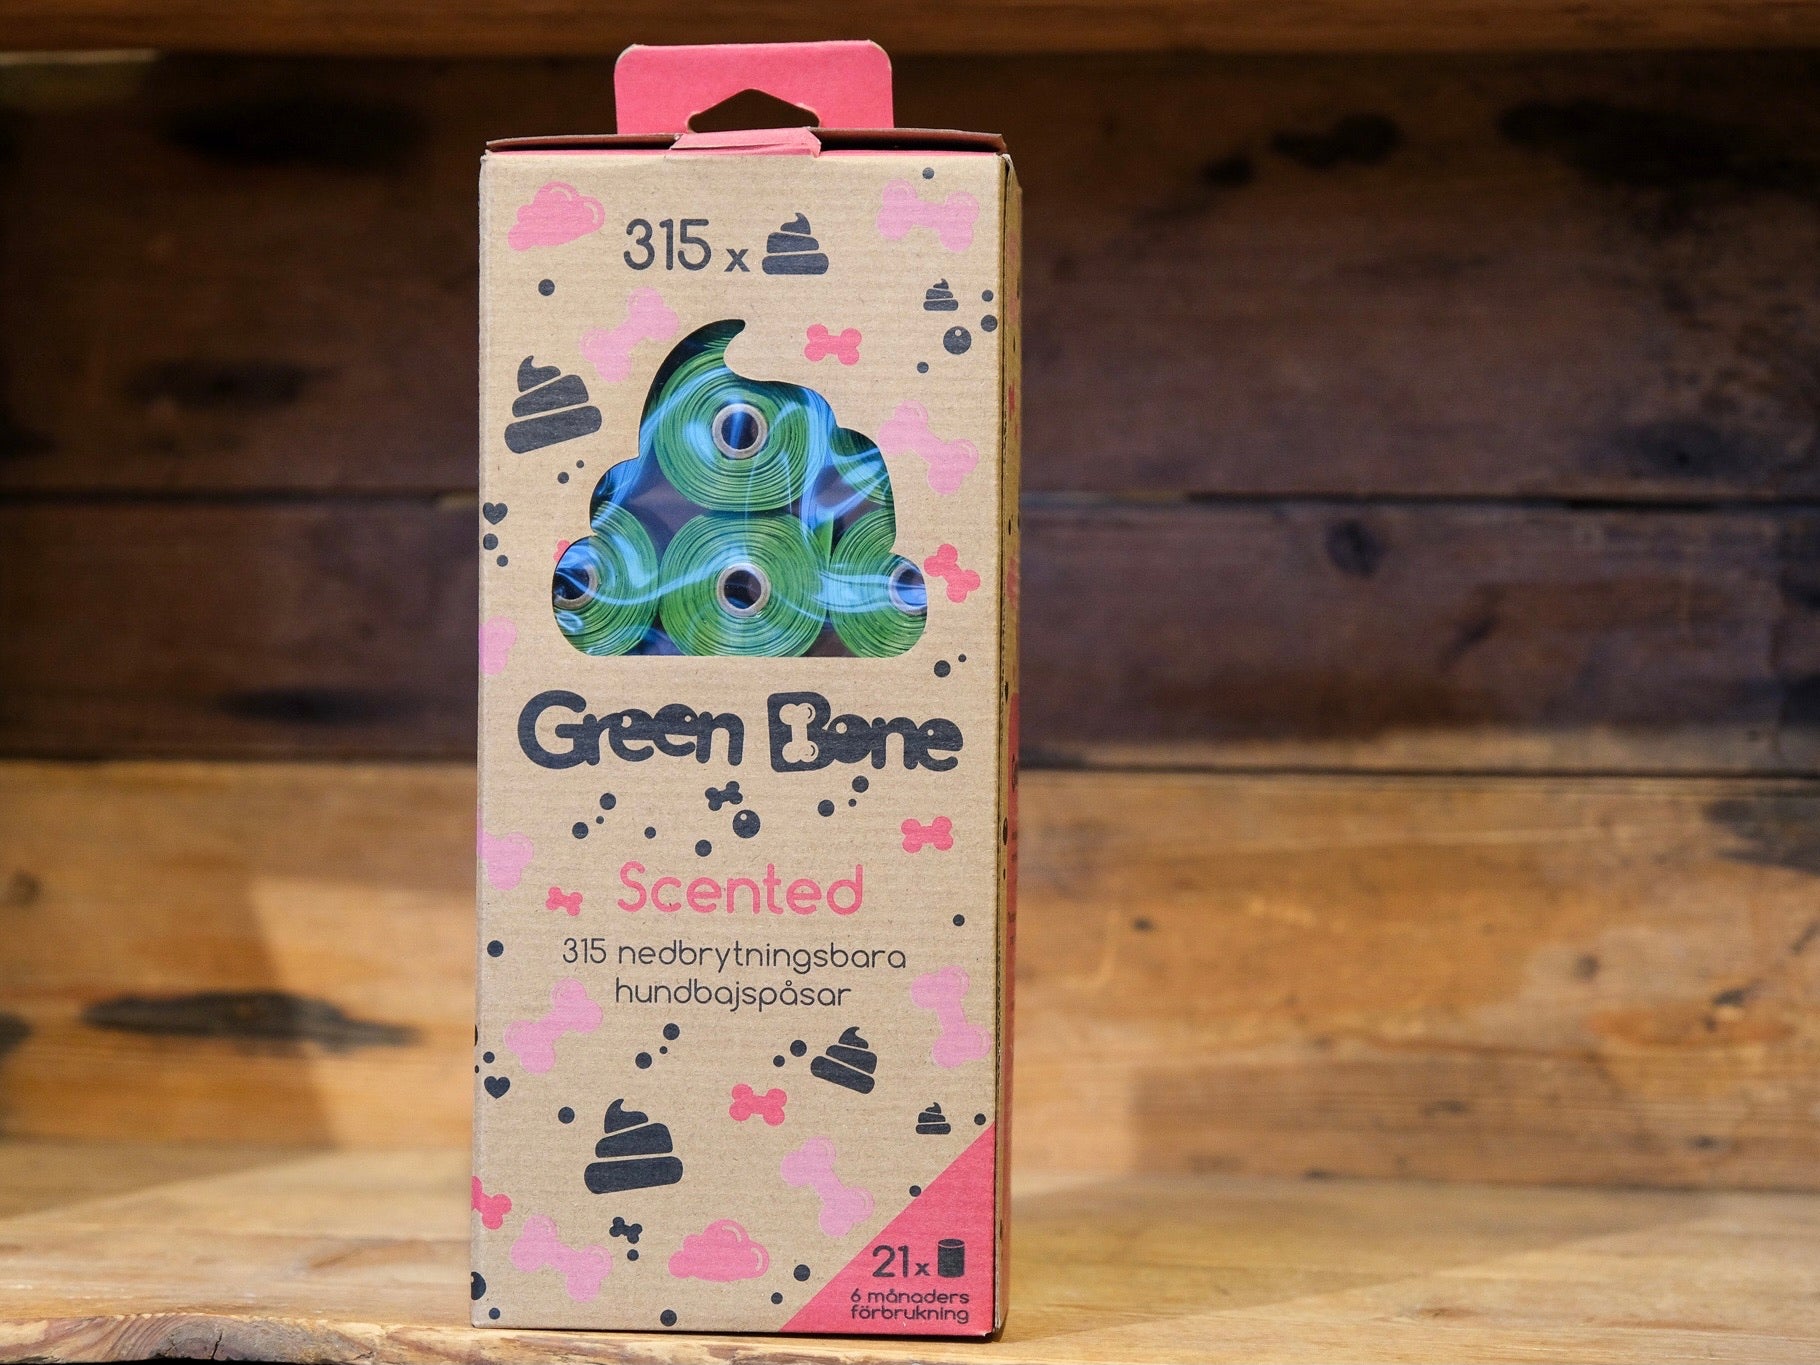 315 x
Green Bone
Scented
315 nedbrytningsbara
hundbajspåsar
21x
6 månaders
förbrukning